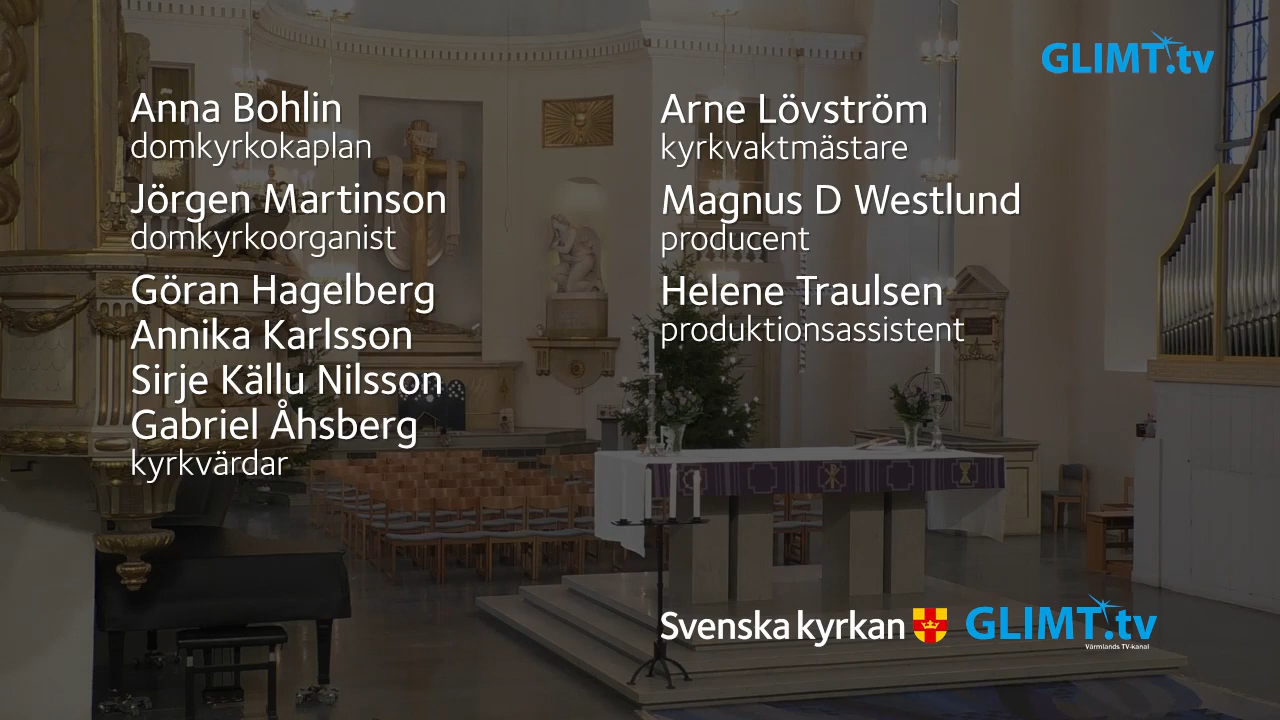 GLIMT.tv
Anna Bohlin
domkyrkokaplan
Jörgen Martinson
domkyrkoorganist
Göran Hagelberg
Annika Karlsson
Sirje Källu Nilsson
Gabriel Åhsberg
kyrkvärdar
Arne Lövström
kyrkvaktmästare
Magnus D Westlund
producent
Helene Traulsen
produktionsassistent
Svenska kyrkan
GLIMT.tv
Värmlands TV-kanal